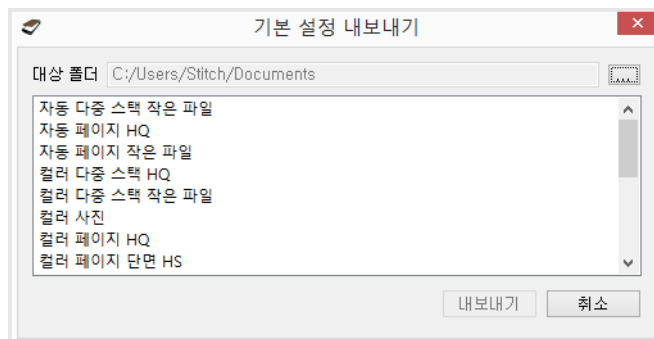 기본 설정 내보내기
대상 폴더 C:/Users/Stitch/Documents ...
자동 다중 스택 작은 파일
자동 페이지 HQ
자동 페이지 작은 파일
컬러 다중 스택 HQ
컬러 다중 스택 작은 파일
컬러 사진
컬러 페이지 HQ
컬러 페이지 단면 HS
내보내기 취소